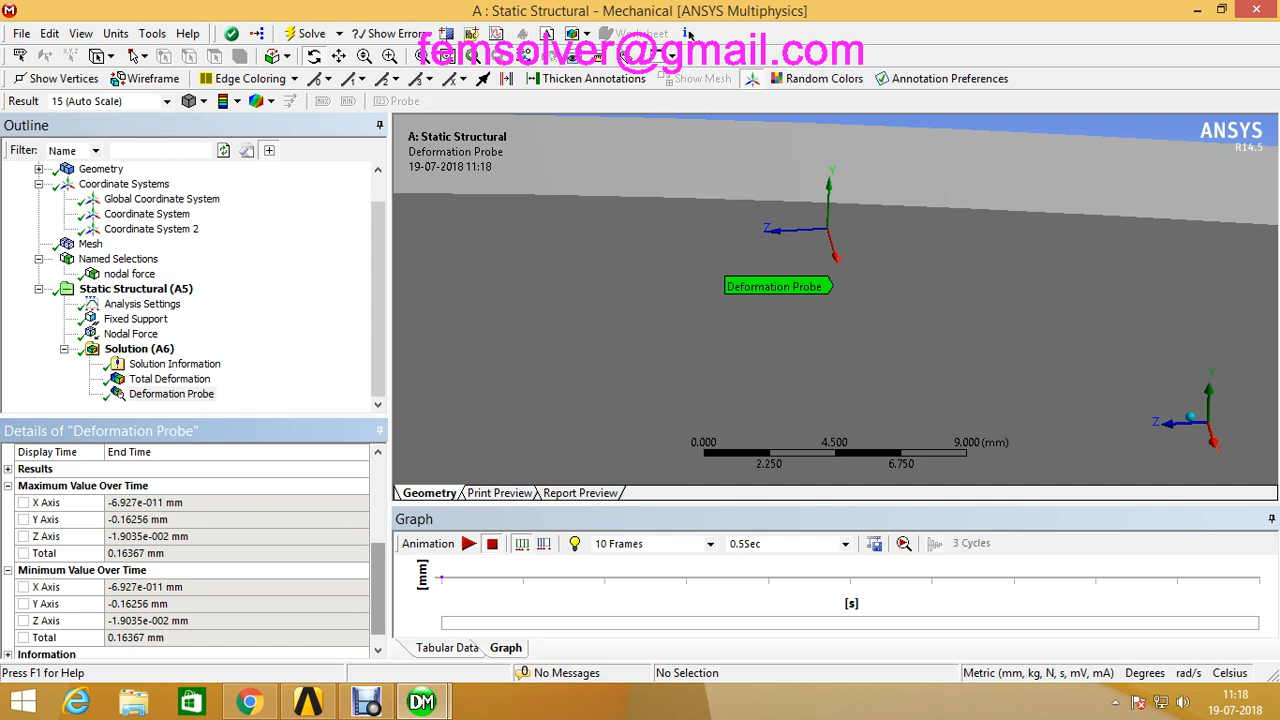 A : Static Structural - Mechanical [ANSYS Multiphysics]
File Edit View Units Tools Help Solve Worksheet
femsolver@gmail.com
Show Vertices Wireframe Edge Coloring Thicken Annotations Show Mesh Random Colors Annotation Preferences
Result 15 (Auto Scale) MAX MIN Probe
Outline
Filter: Name
Geometry
Coordinate Systems
Global Coordinate System
Coordinate System
Coordinate System 2
Mesh
Named Selections
nodal force
Static Structural (A5)
Analysis Settings
Fixed Support
Nodal Force
Solution (A6)
Solution Information
Total Deformation
Deformation Probe
Details of "Deformation Probe"
Display Time End Time
Results
Maximum Value Over Time
X Axis -6.927e-011 mm
Y Axis -0.16256 mm
Z Axis -1.9035e-002 mm
Total 0.16367 mm
Minimum Value Over Time
X Axis -6.927e-011 mm
Y Axis -0.16256 mm
Z Axis -1.9035e-002 mm
Total 0.16367 mm
Information
A: Static Structural
Deformation Probe
19-07-2018 11:18
ANSYS
R14.5
Y
Z
Deformation Probe
Y
Z
X
0.000 4.500 9.000 (mm)
2.250 6.750
Geometry Print Preview Report Preview
Graph
Animation 10 Frames 0.5Sec 3 Cycles
[mm]
[s]
Tabular Data Graph
Press F1 for Help 0 No Messages No Selection Metric (mm, kg, N, s, mV, mA) Degrees rad/s Celsius
DM
11:18
19-07-2018